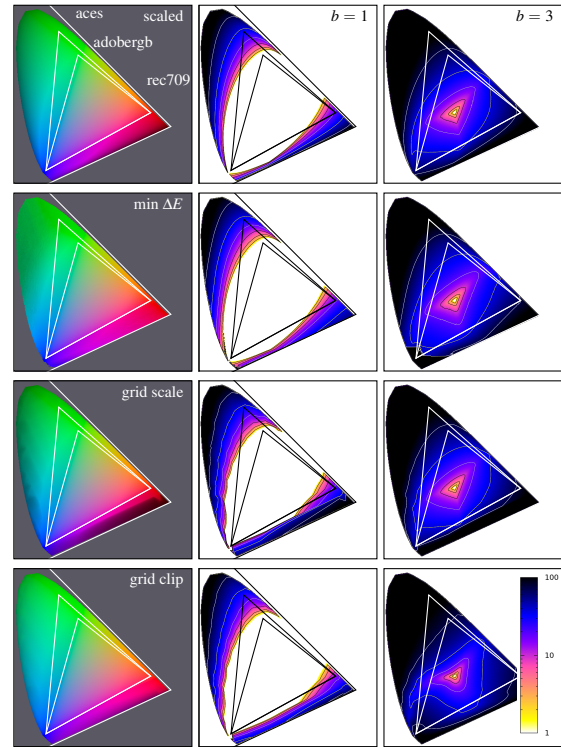 aces
scaled
adobergb
rec709
b = 1
b = 3
min ΔE
grid scale
grid clip
100
10
1